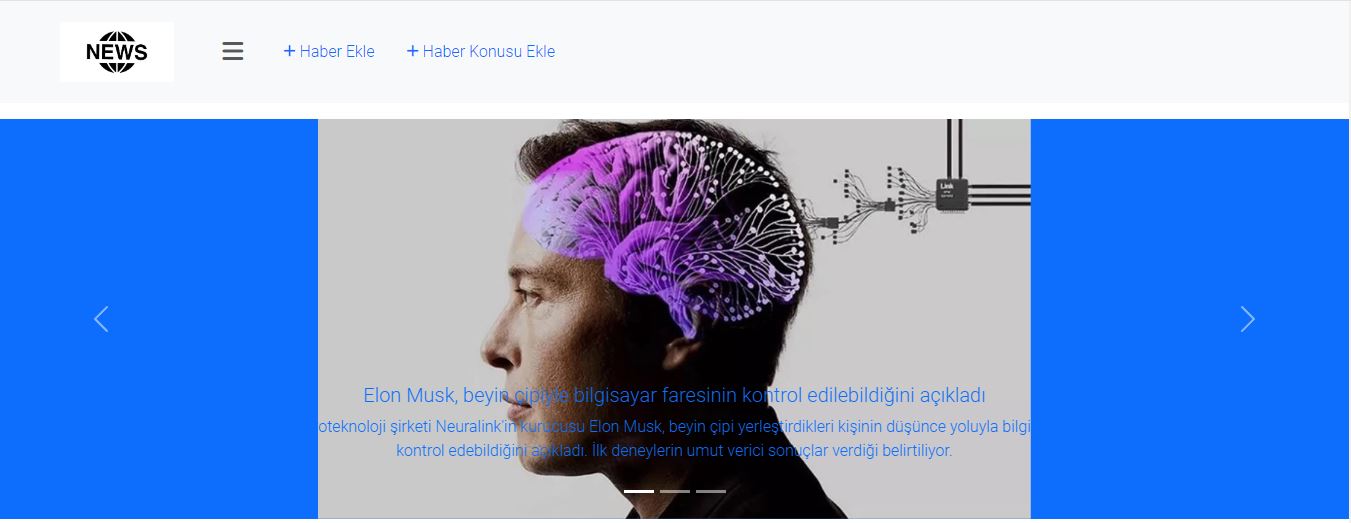 NEWS
+ Haber Ekle
+ Haber Konusu Ekle
Link
Elon Musk, beyin çipiyle bilgisayar faresinin kontrol edilebildiğini açıkladı
oteknoloji şirketi Neuralink'in kurucusu Elon Musk, beyin çipi yerleştirdikleri kişinin düşünce yoluyla bilgi
kontrol edebildiğini açıkladı. İlk deneylerin umut verici sonuçlar verdiği belirtiliyor.